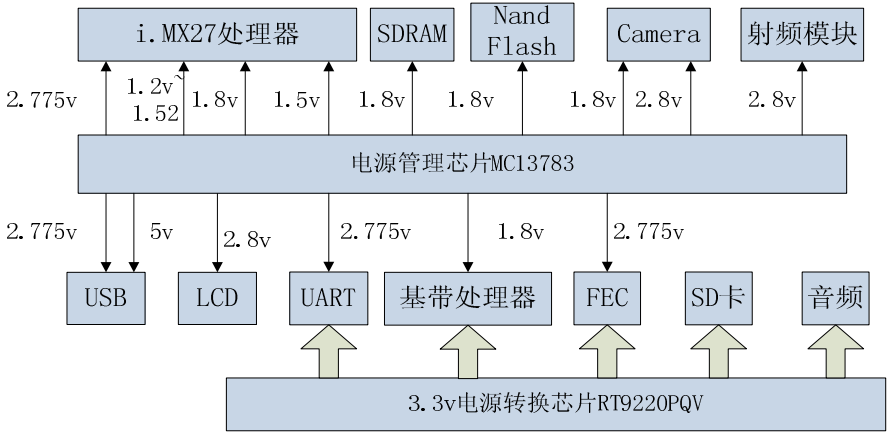 i.MX27处理器
SDRAM
Nand
Flash
Camera
射频模块
2.775v
1.2v~
1.52
1.8v
1.5v
1.8v
1.8v
1.8v
2.8v
2.8v
电源管理芯片MC13783
2.775v
5v
2.8v
2.775v
1.8v
2.775v
USB
LCD
UART
基带处理器
FEC
SD卡
音频
3.3v电源转换芯片RT9220PQV